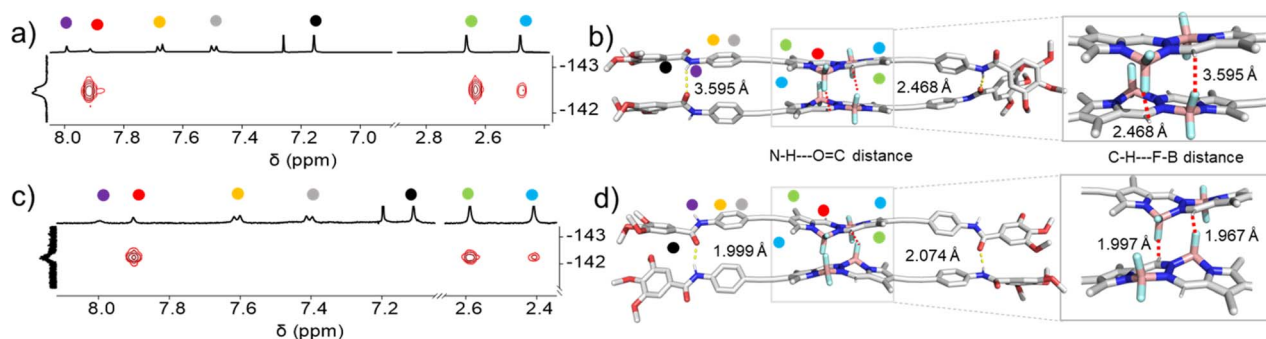 a)
-143
-142
8.0 7.8 7.6 7.4 7.2 7.0 2.8 2.6
δ (ppm)
b)
3.595 Å
2.468 Å
N-H---O=C distance
3.595 Å
2.468 Å
C-H---F-B distance
c)
-143
-142
8.0 7.8 7.6 7.4 7.2 2.6 2.4
δ (ppm)
d)
1.999 Å
2.074 Å
1.997 Å
1.967 Å